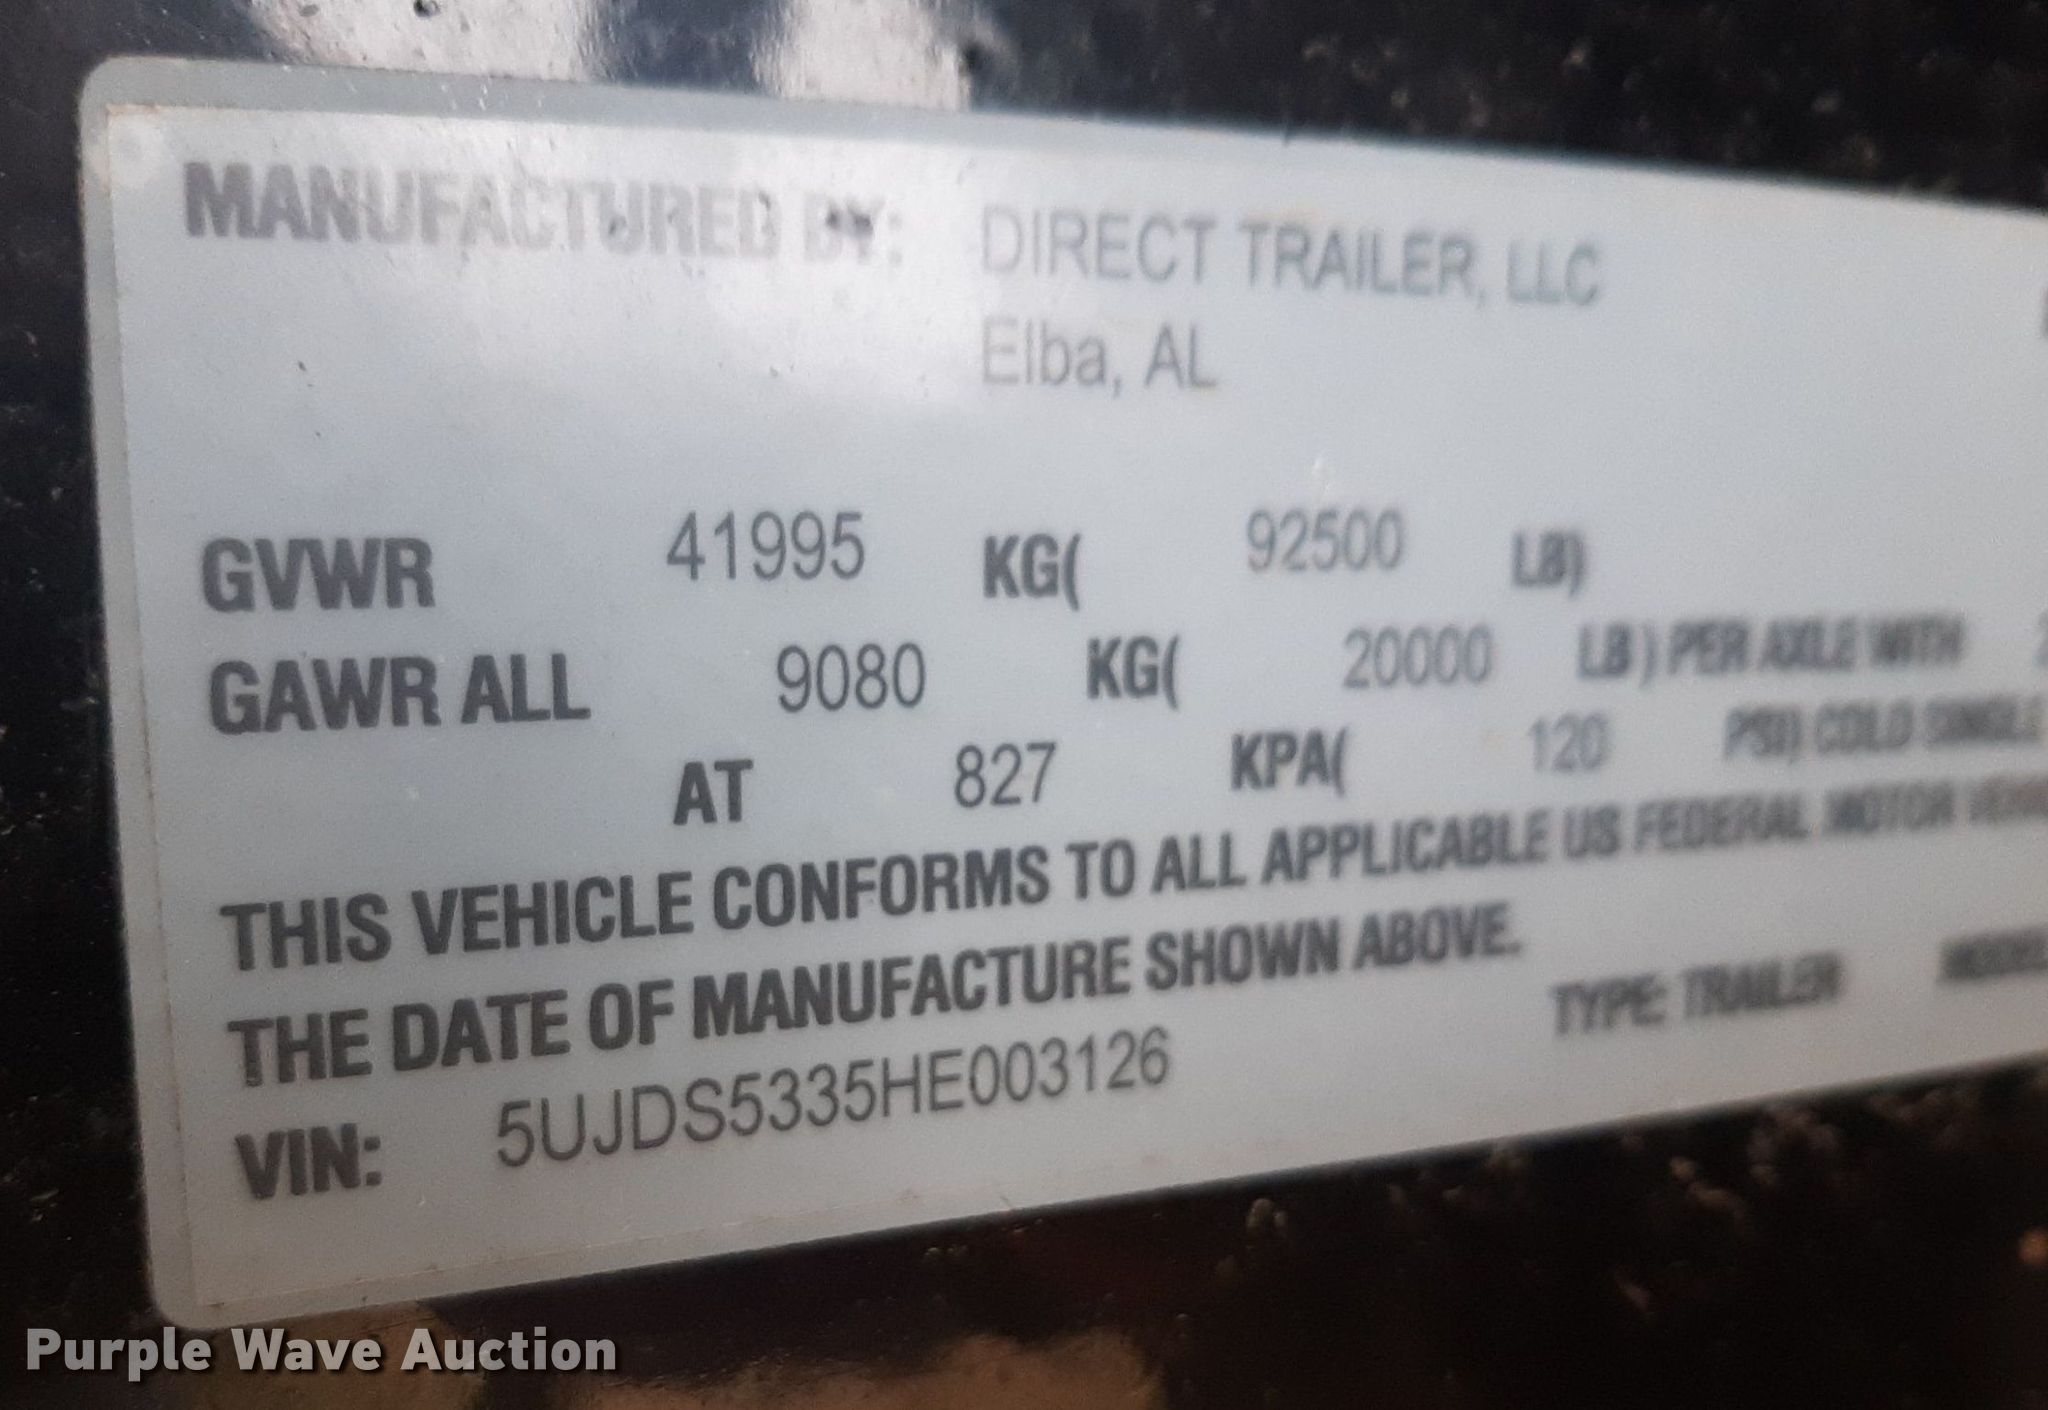 MANUFACTURED BY: DIRECT TRAILER, LLC
Elba, AL
GVWR 41995 KG( 92500 LB)
GAWR ALL 9080 KG( 20000 LB) PER AXLE WITH
AT 827 KPA( 120 PSI) COLD SINGLE
THIS VEHICLE CONFORMS TO ALL APPLICABLE US FEDERAL MOTOR
THE DATE OF MANUFACTURE SHOWN ABOVE.
VIN: 5UJDS5335HE003126 TYPE: TRAILER
Purple Wave Auction